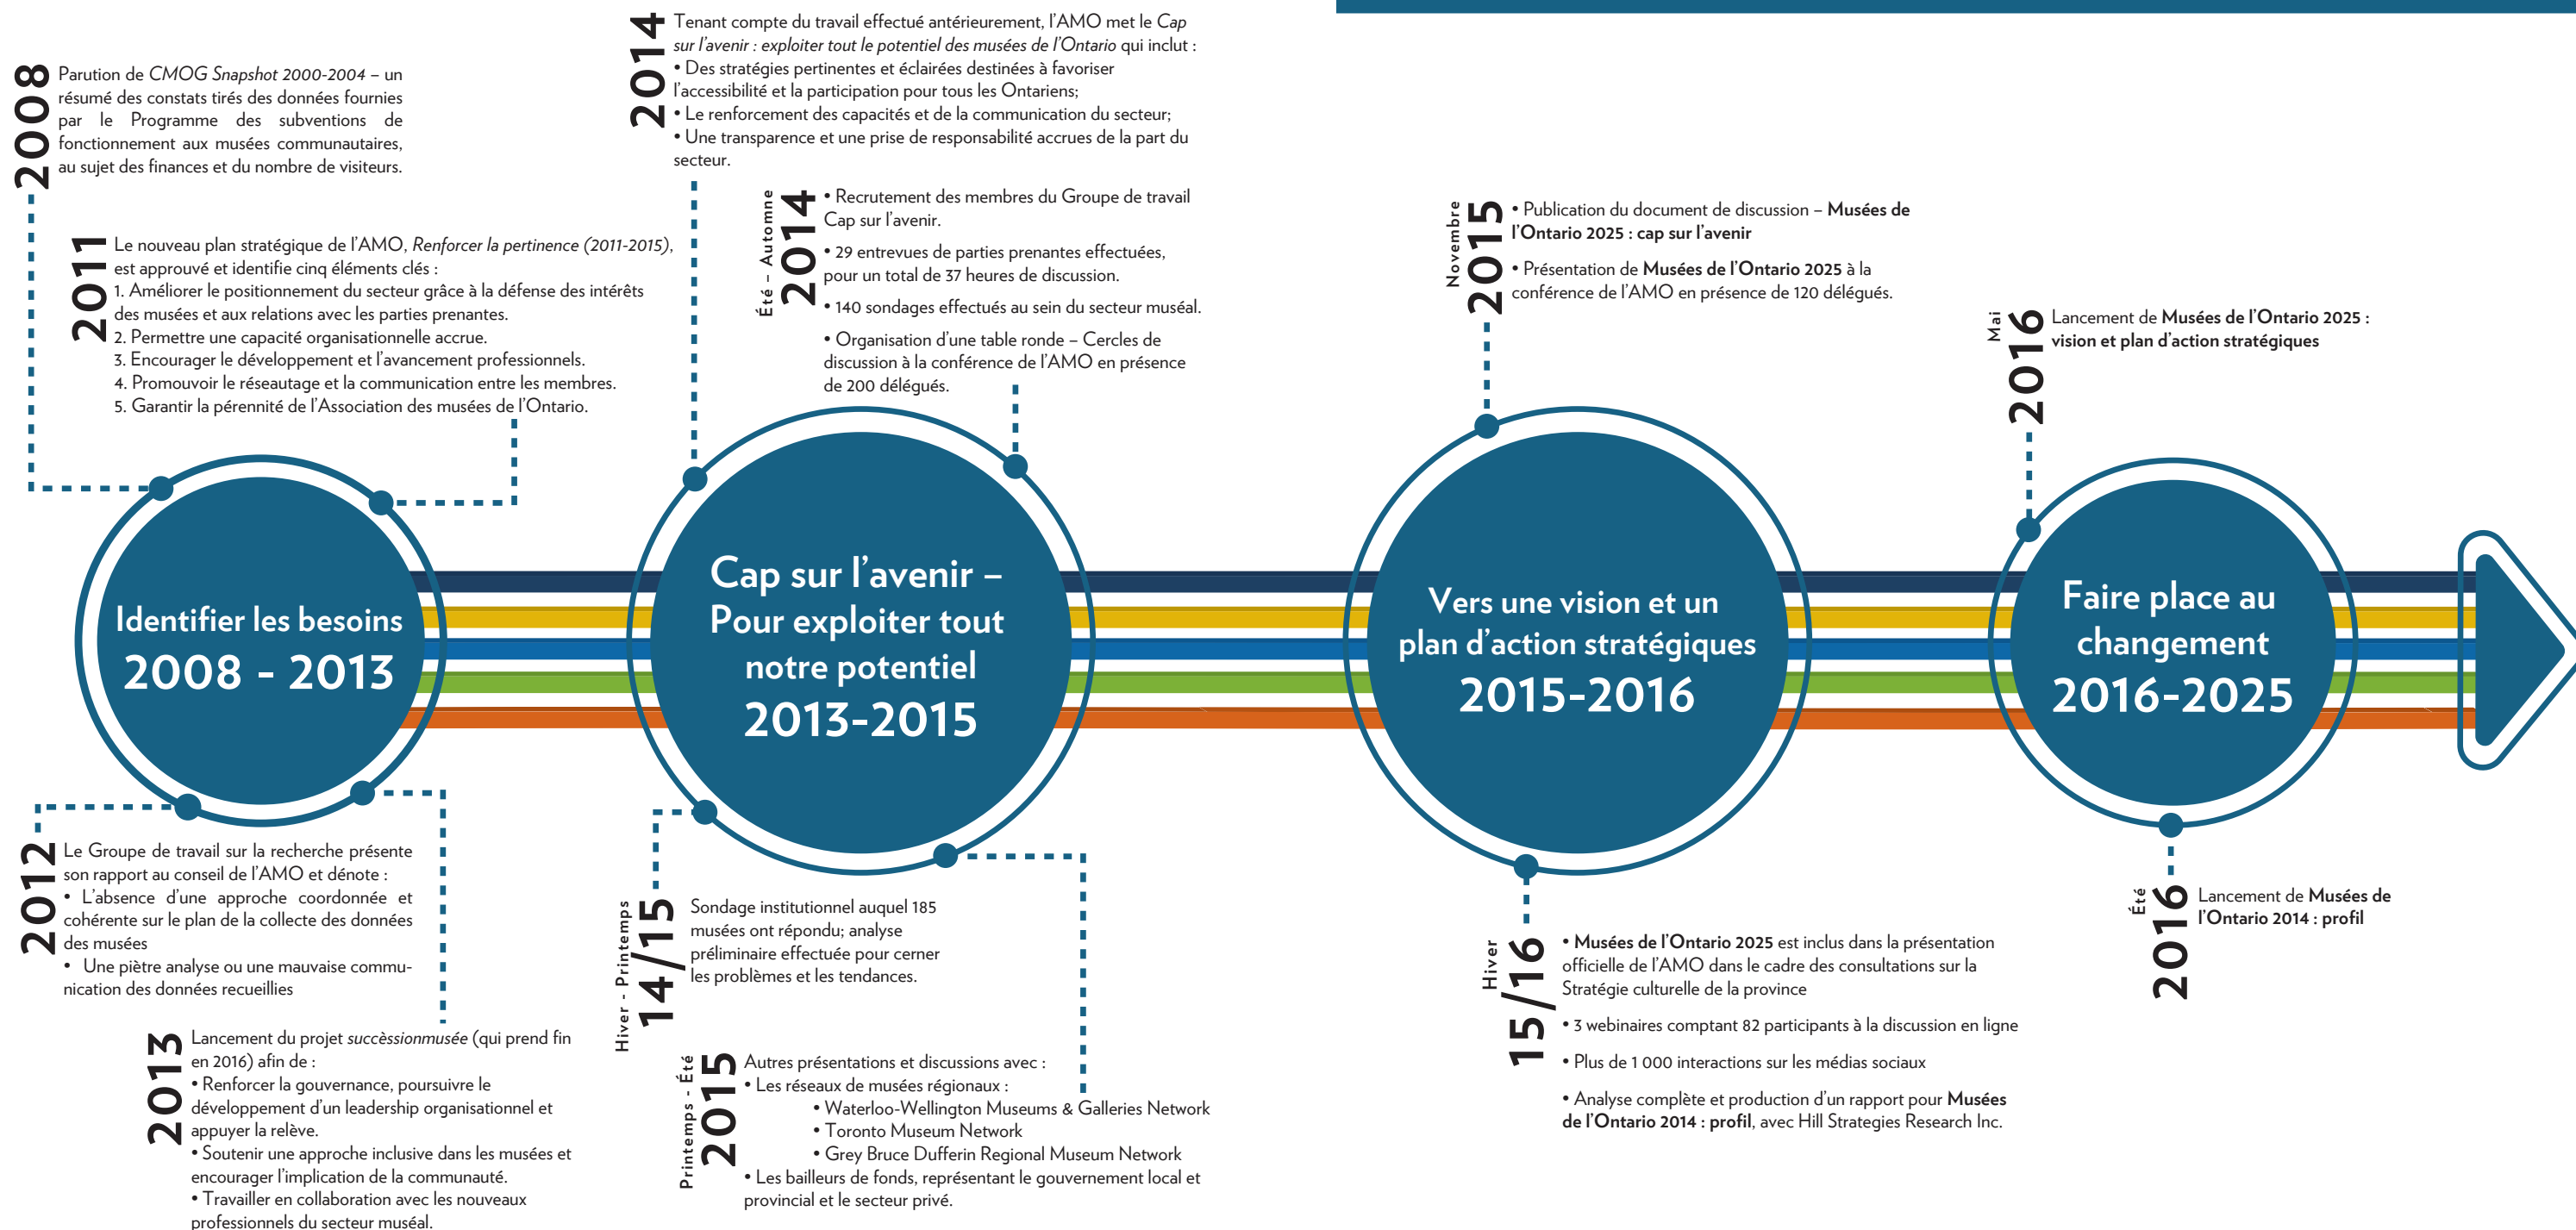 2008
Parution de CMOG Snapshot 2000-2004 – un
résumé des constats tirés des données fournies
par le Programme des subventions de
fonctionnement aux musées communautaires,
au sujet des finances et du nombre de visiteurs.
2011
Le nouveau plan stratégique de l'AMO, Renforcer la pertinence (2011-2015),
est approuvé et identifie cinq éléments clés :
1. Améliorer le positionnement du secteur grâce à la défense des intérêts
des musées et aux relations avec les parties prenantes.
2. Permettre une capacité organisationnelle accrue.
3. Encourager le développement et l'avancement professionnels.
4. Promouvoir le réseautage et la communication entre les membres.
5. Garantir la pérennité de l'Association des musées de l'Ontario.
Identifier les besoins
2008 - 2013
2012
Le Groupe de travail sur la recherche présente
son rapport au conseil de l'AMO et dénote :
• L'absence d'une approche coordonnée et
cohérente sur le plan de la collecte des données
des musées
• Une piètre analyse ou une mauvaise commu-
nication des données recueillies
2013
Lancement du projet succèssionmusée (qui prend fin
en 2016) afin de :
• Renforcer la gouvernance, poursuivre le
développement d'un leadership organisationnel et
appuyer la relève.
• Soutenir une approche inclusive dans les musées et
encourager l'implication de la communauté.
• Travailler en collaboration avec les nouveaux
professionnels du secteur muséal.
2014
Tenant compte du travail effectué antérieurement, l'AMO met le Cap
sur l'avenir : exploiter tout le potentiel des musées de l'Ontario qui inclut :
• Des stratégies pertinentes et éclairées destinées à favoriser
l'accessibilité et la participation pour tous les Ontariens;
• Le renforcement des capacités et de la communication du secteur;
• Une transparence et une prise de responsabilité accrues de la part du
secteur.
Été – Automne
2014
• Recrutement des membres du Groupe de travail
Cap sur l'avenir.
• 29 entrevues de parties prenantes effectuées,
pour un total de 37 heures de discussion.
• 140 sondages effectués au sein du secteur muséal.
• Organisation d'une table ronde – Cercles de
discussion à la conférence de l'AMO en présence
de 200 délégués.
Cap sur l'avenir –
Pour exploiter tout
notre potentiel
2013-2015
Hiver - Printemps
14/15
Sondage institutionnel auquel 185
musées ont répondu; analyse
préliminaire effectuée pour cerner
les problèmes et les tendances.
Printemps - Été
2015
Autres présentations et discussions avec :
• Les réseaux de musées régionaux :
• Waterloo-Wellington Museums & Galleries Network
• Toronto Museum Network
• Grey Bruce Dufferin Regional Museum Network
• Les bailleurs de fonds, représentant le gouvernement local et
provincial et le secteur privé.
Novembre
2015
• Publication du document de discussion – Musées de
l'Ontario 2025 : cap sur l'avenir
• Présentation de Musées de l'Ontario 2025 à la
conférence de l'AMO en présence de 120 délégués.
Vers une vision et un
plan d'action stratégiques
2015-2016
Hiver
15/16
• Musées de l'Ontario 2025 est inclus dans la présentation
officielle de l'AMO dans le cadre des consultations sur la
Stratégie culturelle de la province
• 3 webinaires comptant 82 participants à la discussion en ligne
• Plus de 1 000 interactions sur les médias sociaux
• Analyse complète et production d'un rapport pour Musées
de l'Ontario 2014 : profil, avec Hill Strategies Research Inc.
Mai
2016
Lancement de Musées de l'Ontario 2025 :
vision et plan d'action stratégiques
Faire place au
changement
2016-2025
Été
2016
Lancement de Musées de
l'Ontario 2014 : profil